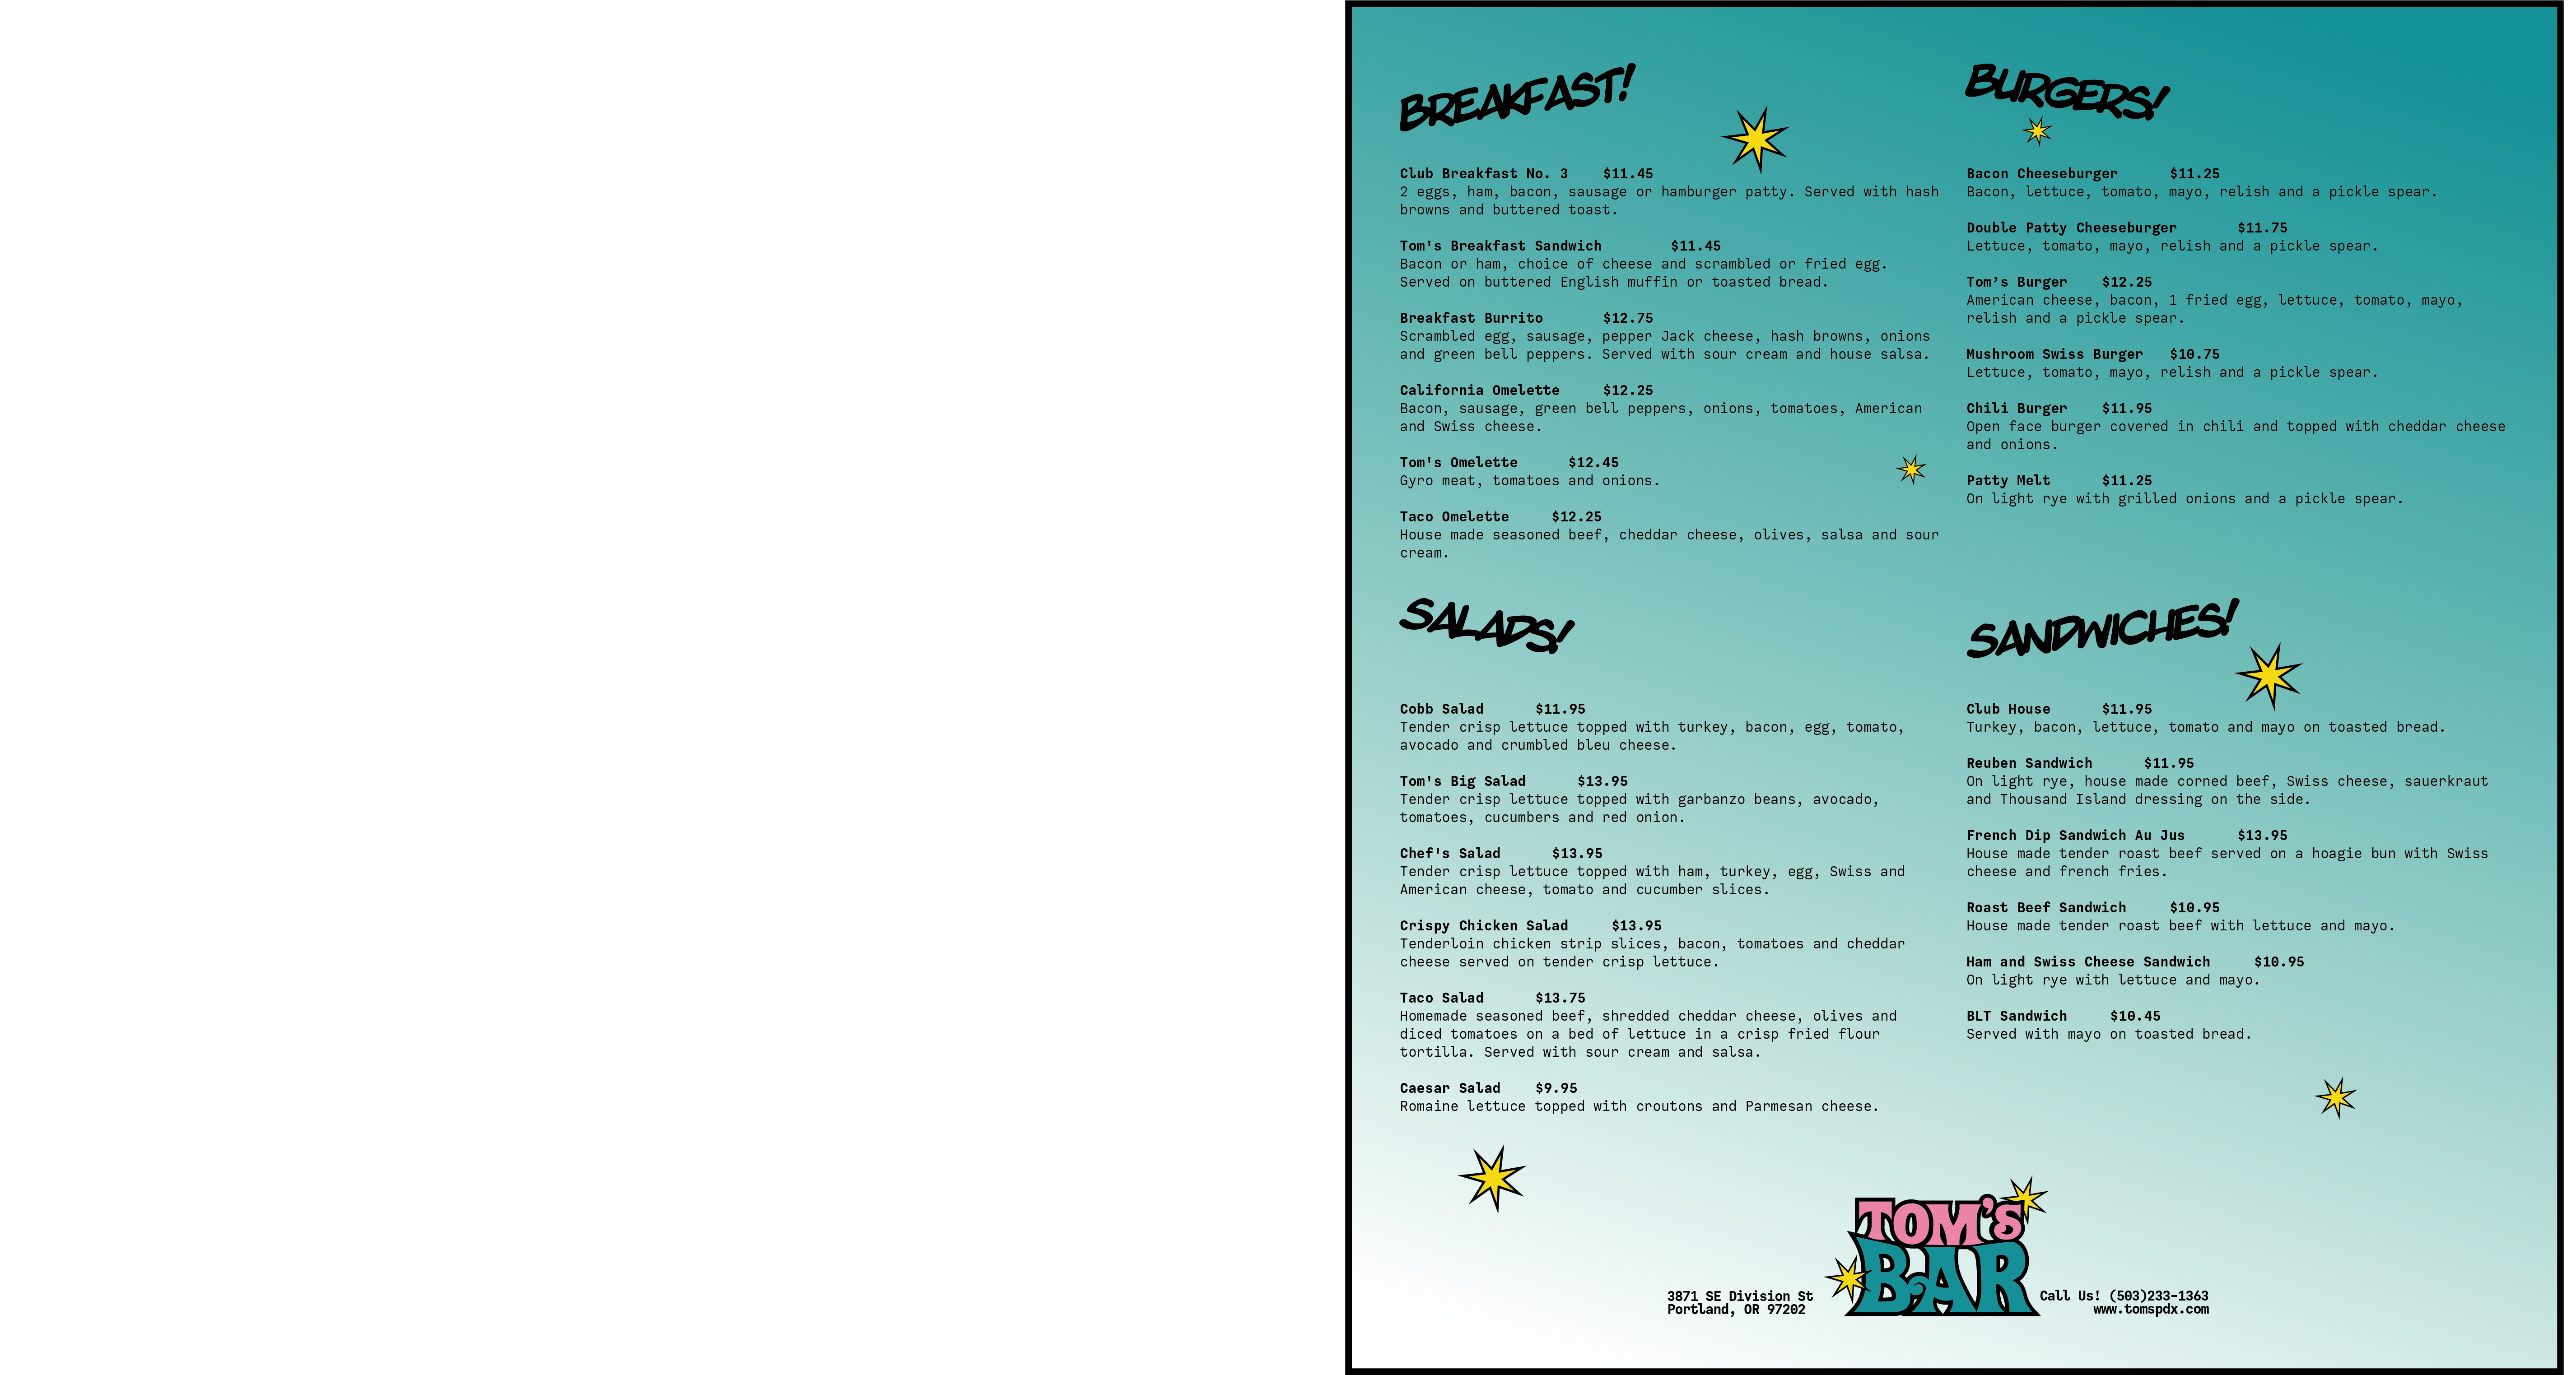 BREAKFAST!
Club Breakfast No. 3 $11.45
2 eggs, ham, bacon, sausage or hamburger patty. Served with hash
browns and buttered toast.
Tom's Breakfast Sandwich $11.45
Bacon or ham, choice of cheese and scrambled or fried egg.
Served on buttered English muffin or toasted bread.
Breakfast Burrito $12.75
Scrambled egg, sausage, pepper Jack cheese, hash browns, onions
and green bell peppers. Served with sour cream and house salsa.
California Omelette $12.25
Bacon, sausage, green bell peppers, onions, tomatoes, American
and Swiss cheese.
Tom's Omelette $12.45
Gyro meat, tomatoes and onions.
Taco Omelette $12.25
House made seasoned beef, cheddar cheese, olives, salsa and sour
cream.
BURGERS!
Bacon Cheeseburger $11.25
Bacon, lettuce, tomato, mayo, relish and a pickle spear.
Double Patty Cheeseburger $11.75
Lettuce, tomato, mayo, relish and a pickle spear.
Tom’s Burger $12.25
American cheese, bacon, 1 fried egg, lettuce, tomato, mayo,
relish and a pickle spear.
Mushroom Swiss Burger $10.75
Lettuce, tomato, mayo, relish and a pickle spear.
Chili Burger $11.95
Open face burger covered in chili and topped with cheddar cheese
and onions.
Patty Melt $11.25
On light rye with grilled onions and a pickle spear.
SALADS!
Cobb Salad $11.95
Tender crisp lettuce topped with turkey, bacon, egg, tomato,
avocado and crumbled bleu cheese.
Tom's Big Salad $13.95
Tender crisp lettuce topped with garbanzo beans, avocado,
tomatoes, cucumbers and red onion.
Chef's Salad $13.95
Tender crisp lettuce topped with ham, turkey, egg, Swiss and
American cheese, tomato and cucumber slices.
Crispy Chicken Salad $13.95
Tenderloin chicken strip slices, bacon, tomatoes and cheddar
cheese served on tender crisp lettuce.
Taco Salad $13.75
Homemade seasoned beef, shredded cheddar cheese, olives and
diced tomatoes on a bed of lettuce in a crisp fried flour
tortilla. Served with sour cream and salsa.
Caesar Salad $9.95
Romaine lettuce topped with croutons and Parmesan cheese.
SANDWICHES!
Club House $11.95
Turkey, bacon, lettuce, tomato and mayo on toasted bread.
Reuben Sandwich $11.95
On light rye, house made corned beef, Swiss cheese, sauerkraut
and Thousand Island dressing on the side.
French Dip Sandwich Au Jus $13.95
House made tender roast beef served on a hoagie bun with Swiss
cheese and french fries.
Roast Beef Sandwich $10.95
House made tender roast beef with lettuce and mayo.
Ham and Swiss Cheese Sandwich $10.95
On light rye with lettuce and mayo.
BLT Sandwich $10.45
Served with mayo on toasted bread.
3871 SE Division St
Portland, OR 97202
TOM's
BAR
Call Us! (503)233-1363
www.tomspdx.com